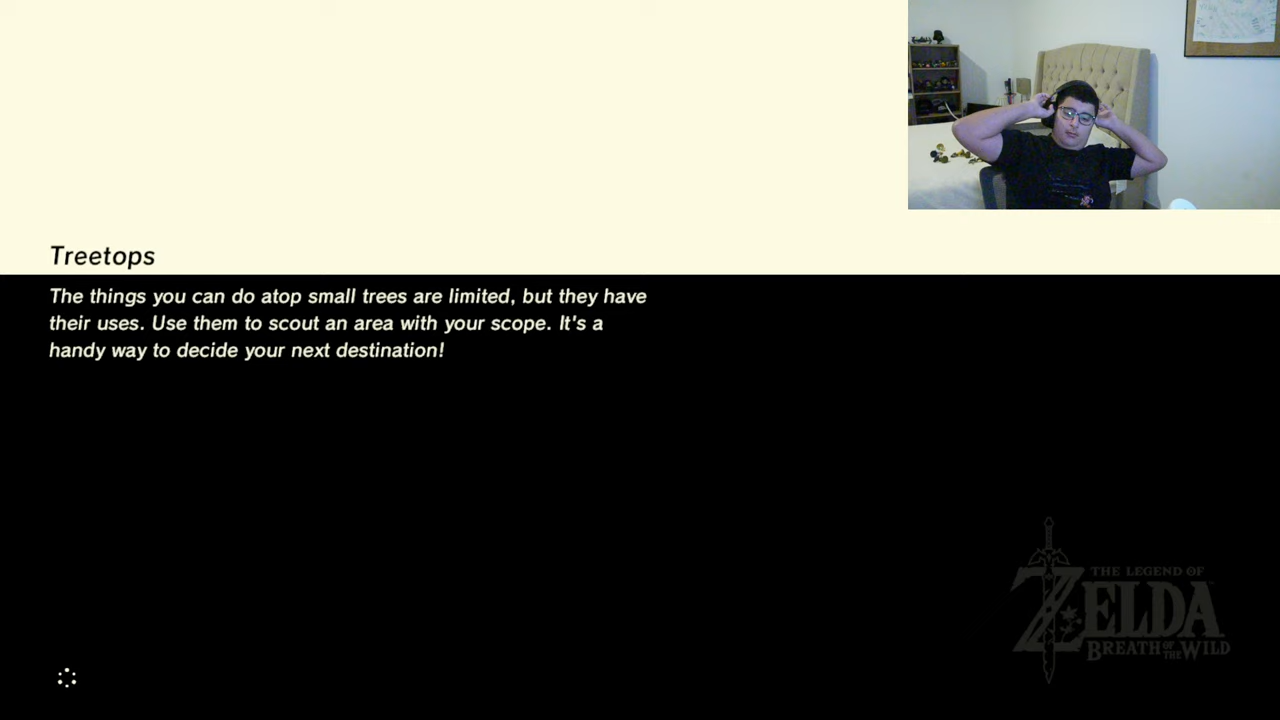 Treetops
The things you can do atop small trees are limited, but they have
their uses. Use them to scout an area with your scope. It's a
handy way to decide your next destination!
THE LEGEND OF
ZELDA
BREATH OF THE WILD